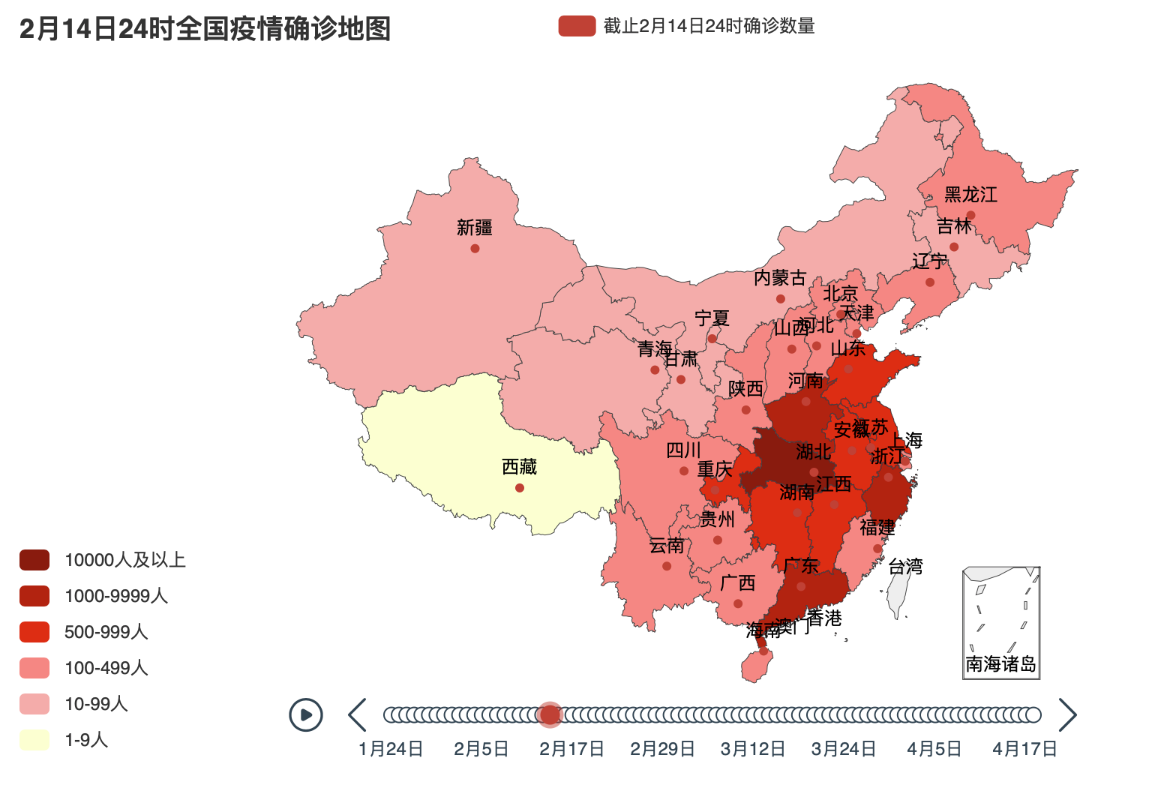 2月14日24时全国疫情确诊地图
截止2月14日24时确诊数量
黑龙江
新疆
吉林
辽宁
内蒙古
北京
宁夏
天津
山西
河北
青海
甘肃
山东
河南
陕西
安徽
江苏
上海
四川
湖北
浙江
西藏
重庆
湖南
江西
贵州
福建
云南
广东
台湾
广西
香港
海南
澳门
南海诸岛
10000人及以上
1000-9999人
500-999人
100-499人
10-99人
1-9人
1月24日
2月5日
2月17日
2月29日
3月12日
3月24日
4月5日
4月17日